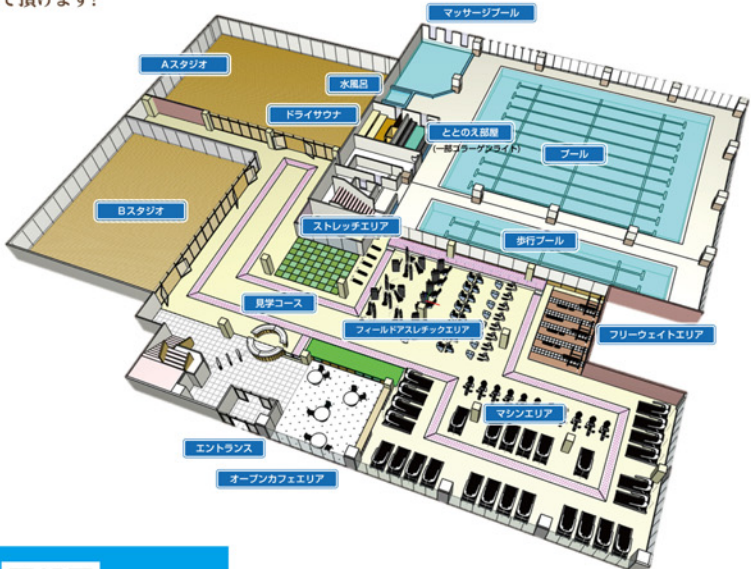 て頂けます!
マッサージプール
Aスタジオ
水風呂
ドライサウナ
ととのえ部屋
(一部コラーゲンライト)
プール
Bスタジオ
ストレッチエリア
歩行プール
見学コース
フィールドアスレチックエリア
フリーウェイトエリア
マシンエリア
エントランス
オープンカフェエリア